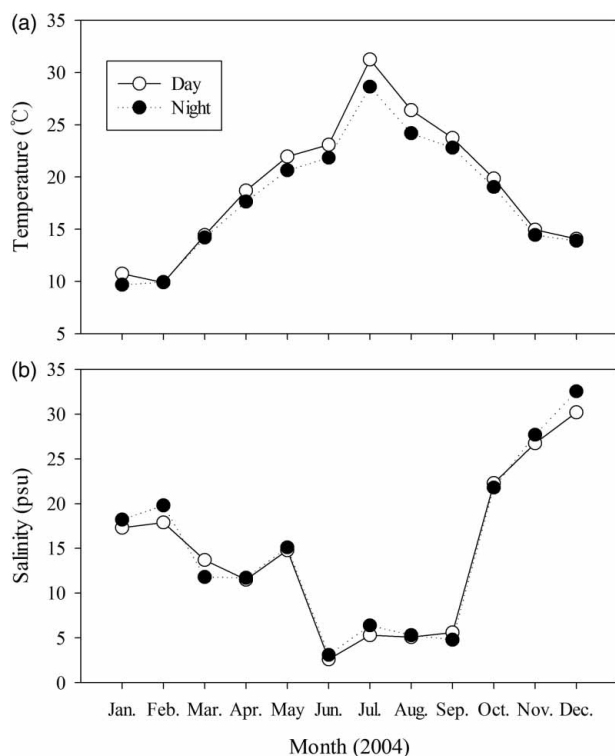 (a)
35
30
25
20
15
10
5
Temperature (℃)
Day
Night
(b)
35
30
25
20
15
10
5
0
Salinity (psu)
Jan. Feb. Mar. Apr. May Jun. Jul. Aug. Sep. Oct. Nov. Dec.
Month (2004)